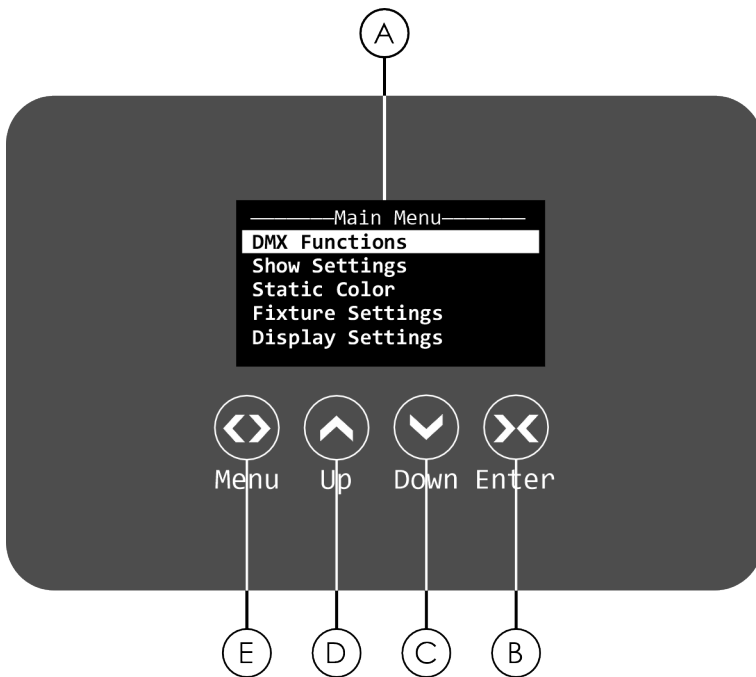 A
Main Menu
DMX Functions
Show Settings
Static Color
Fixture Settings
Display Settings
Menu Up Down Enter
E D C B